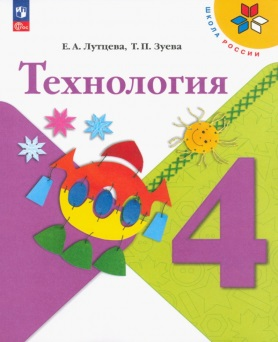 ШКОЛА РОССИИ
Е. А. Лутцева, Т. П. Зуева
Технология
4